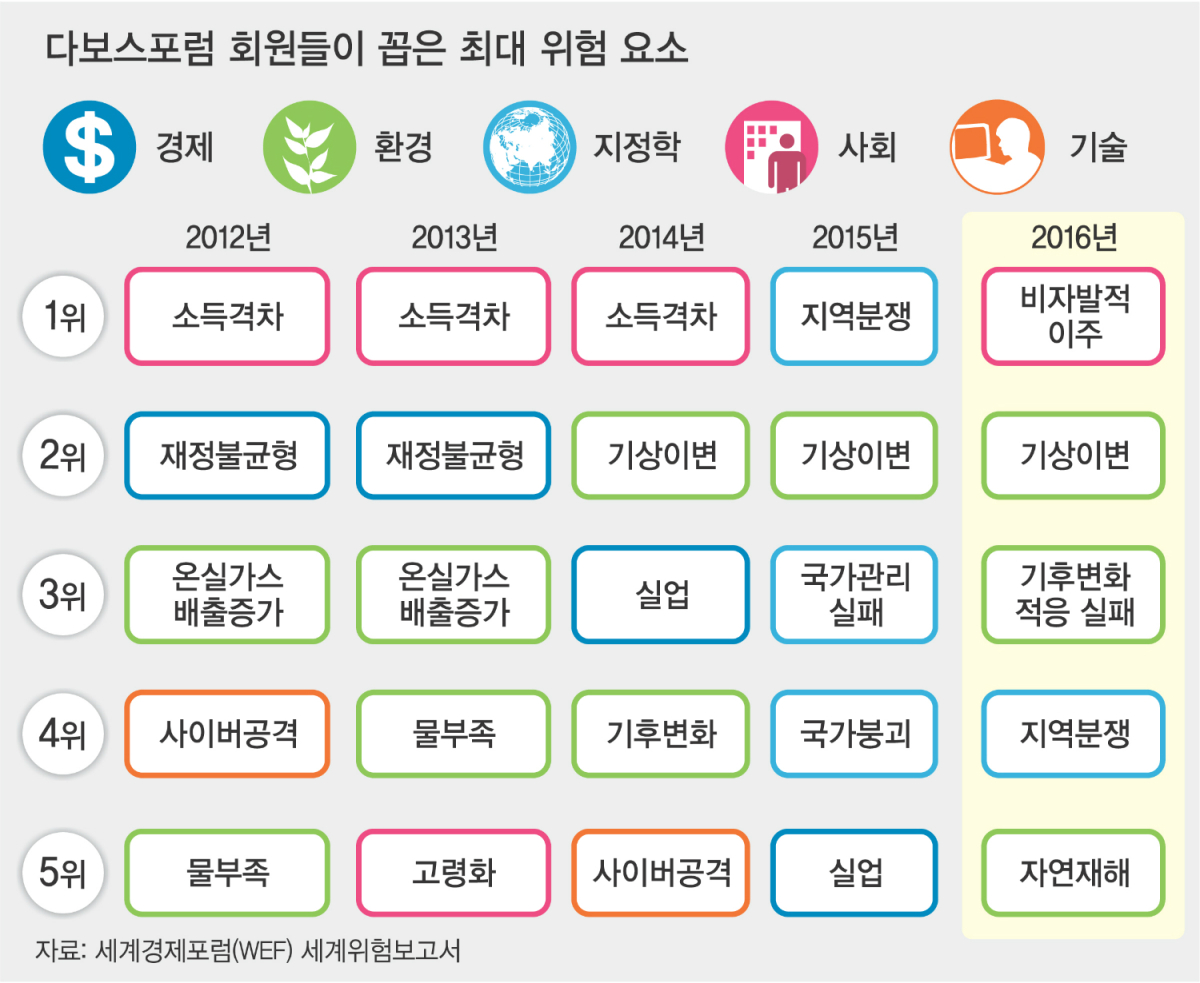 다보스포럼 회원들이 꼽은 최대 위험 요소
$ 경제 환경 지정학 사회 기술
2012년 2013년 2014년 2015년 2016년
1위 소득격차 소득격차 소득격차 지역분쟁 비자발적
이주
2위 재정불균형 재정불균형 기상이변 기상이변 기상이변
3위 온실가스 온실가스 실업 국가관리 기후변화
배출증가 배출증가 실패 적응 실패
4위 사이버공격 물부족 기후변화 국가붕괴 지역분쟁
5위 물부족 고령화 사이버공격 실업 자연재해
자료: 세계경제포럼(WEF) 세계위험보고서